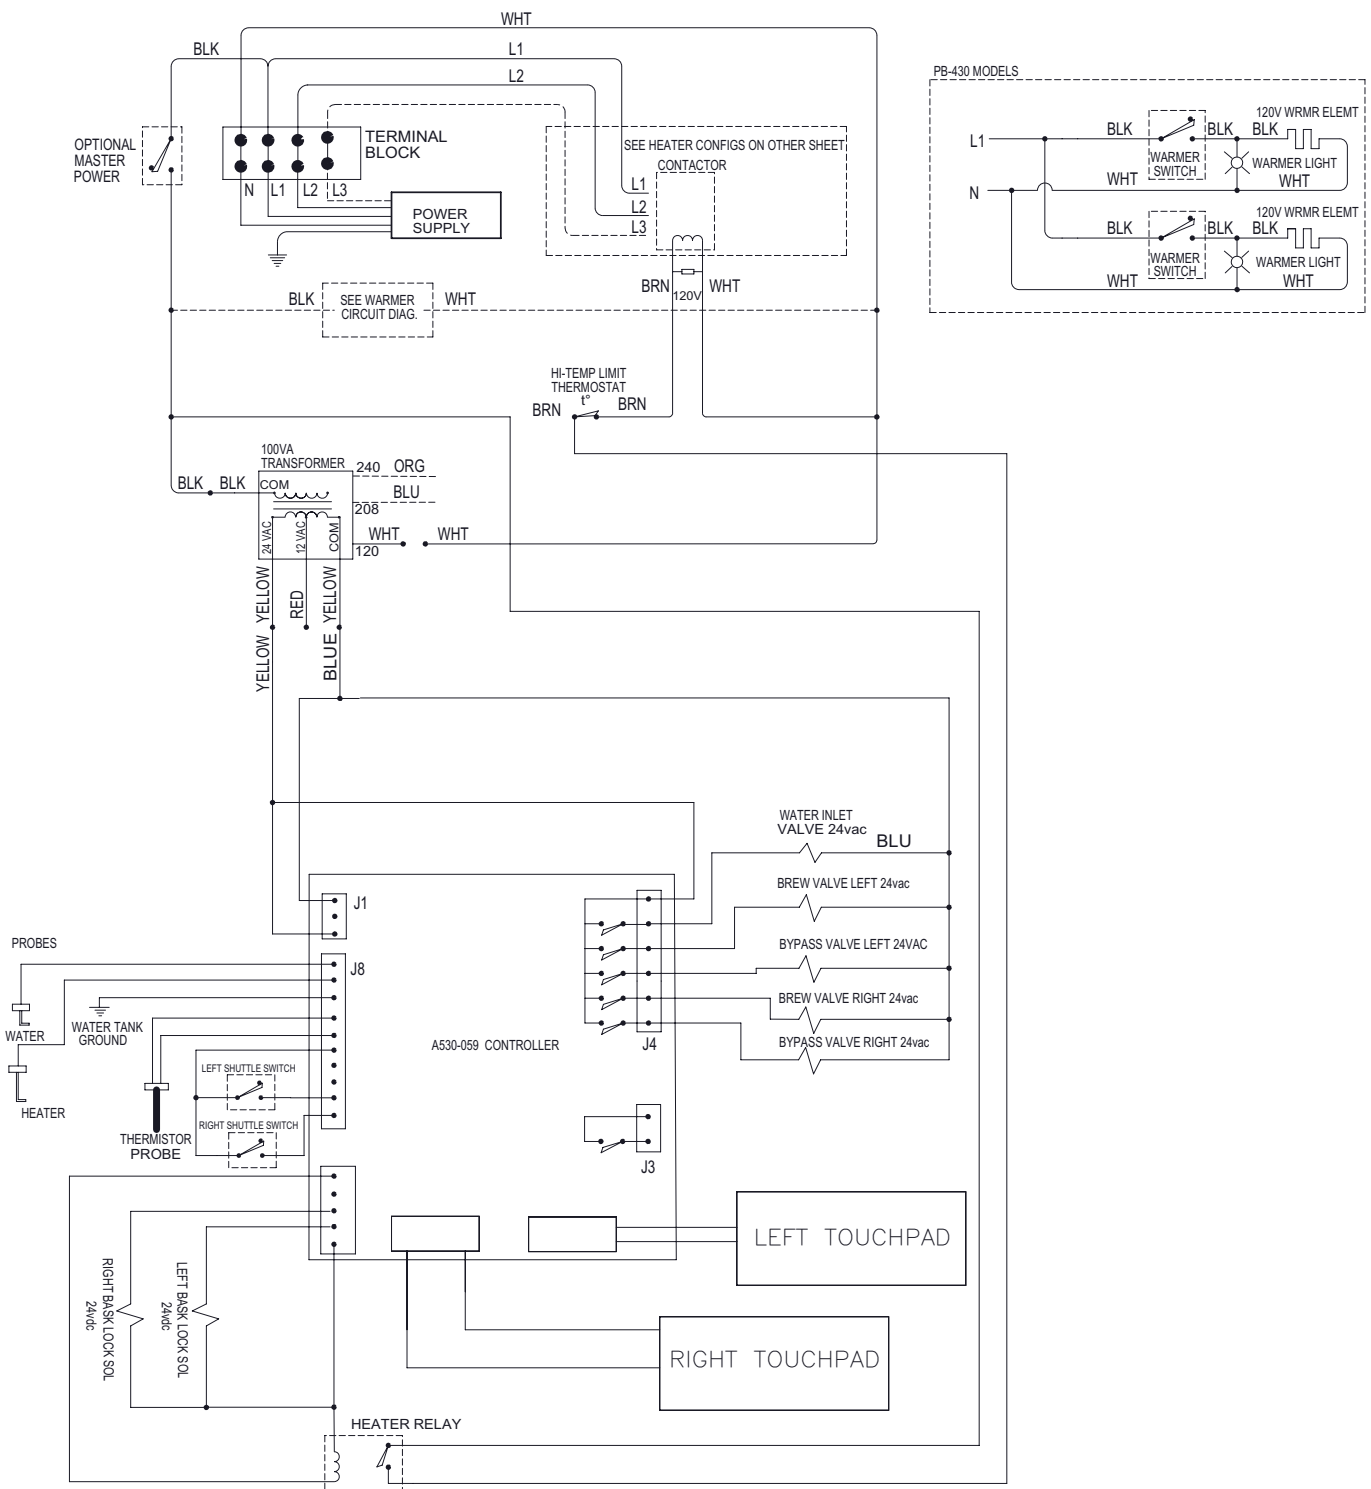 WHT
BLK
L1
L2
OPTIONAL
MASTER
POWER
TERMINAL
BLOCK
N
L1
L2
L3
POWER
SUPPLY
SEE HEATER CONFIGS ON OTHER SHEET
CONTACTOR
L1
L2
L3
BRN
120V
WHT
BLK
SEE WARMER
CIRCUIT DIAG.
WHT
PB-430 MODELS
L1
BLK
WARMER
SWITCH
BLK
BLK
120V WRMR ELEMT
WARMER LIGHT
N
WHT
WHT
BLK
WARMER
SWITCH
BLK
BLK
120V WRMR ELEMT
WARMER LIGHT
WHT
WHT
HI-TEMP LIMIT
THERMOSTAT
t°
BRN
BRN
100VA
TRANSFORMER
240
ORG
BLK
BLK
COM
BLU
208
24 VAC
12 VAC
COM
WHT
WHT
120
YELLOW
RED
YELLOW
YELLOW
BLUE
WATER INLET
VALVE 24vac
BLU
BREW VALVE LEFT 24vac
BYPASS VALVE LEFT 24VAC
BREW VALVE RIGHT 24vac
BYPASS VALVE RIGHT 24vac
J1
J8
J4
J3
A530-059 CONTROLLER
PROBES
WATER
WATER TANK
GROUND
HEATER
LEFT SHUTTLE SWITCH
RIGHT SHUTTLE SWITCH
THERMISTOR
PROBE
LEFT TOUCHPAD
RIGHT TOUCHPAD
RIGHT BASK LOCK SOL
24vdc
LEFT BASK LOCK SOL
24vdc
HEATER RELAY